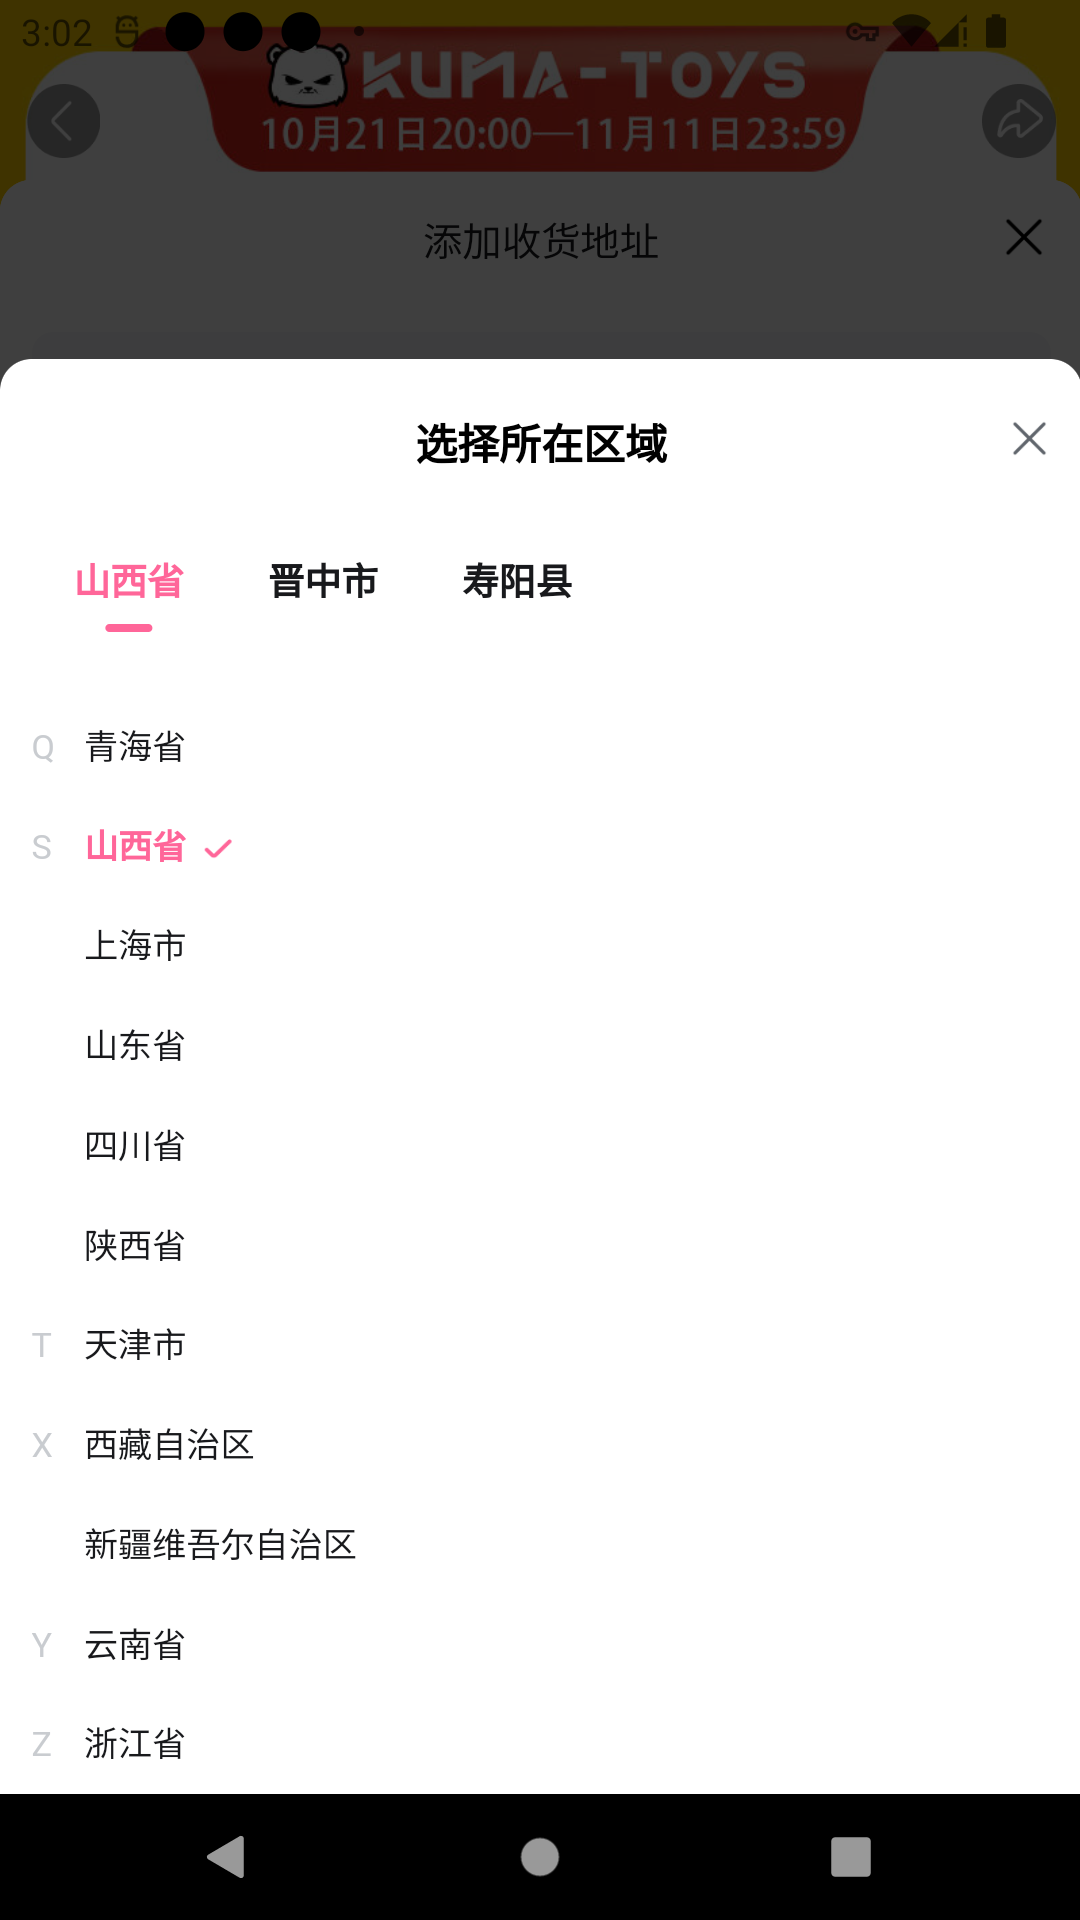 3:02
KUMA-TOYS
10月21日20:00—11月11日23:59
添加收货地址
选择所在区域
山西省 晋中市 寿阳县
Q 青海省
S 山西省
上海市
山东省
四川省
陕西省
T 天津市
X 西藏自治区
新疆维吾尔自治区
Y 云南省
Z 浙江省